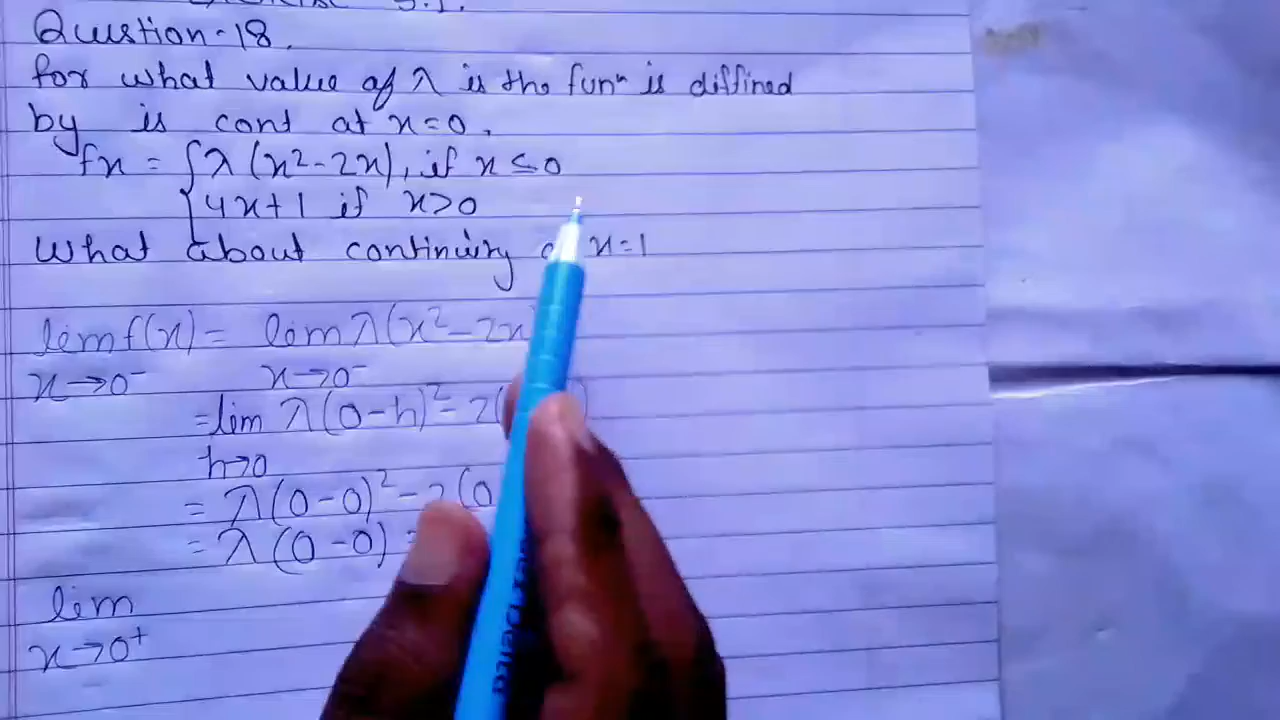 Question-18.
for what value of λ is the funⁿ is diffined
by is cont at x=0.
fx = { λ(x²-2x), if x ≤ 0
4x+1 if x>0
What about continuiry x=1
lim f(x) = lim λ(x²-2x
x→0⁻ x→0⁻
=lim λ(0-h)²-2(
h→0
= λ(0-0)²-2(0
= λ(0-0)
lim
x→0⁺